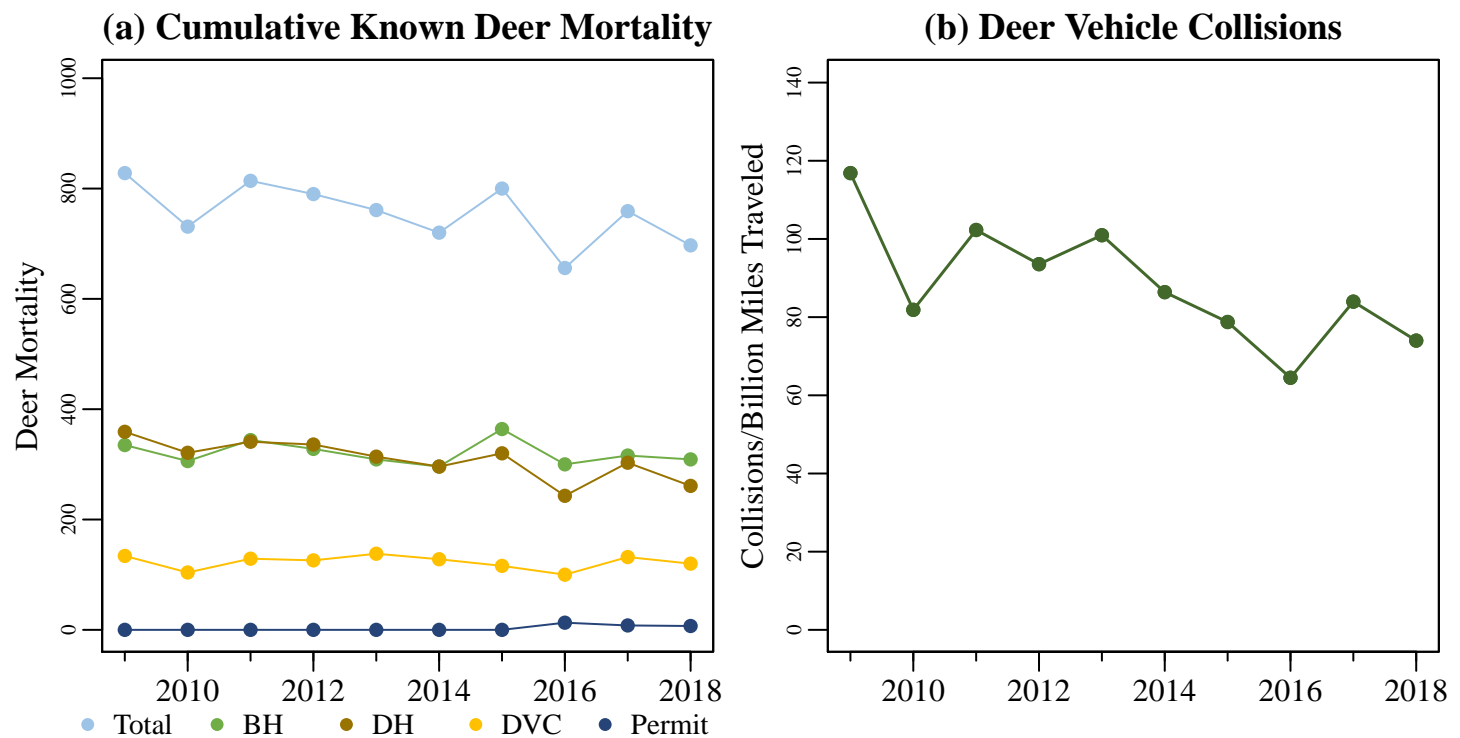 (a) Cumulative Known Deer Mortality
Deer Mortality
1000
800
600
400
200
0
2010 2012 2014 2016 2018
Total BH DH DVC Permit
(b) Deer Vehicle Collisions
Collisions/Billion Miles Traveled
140
120
100
80
60
40
20
0
2010 2012 2014 2016 2018